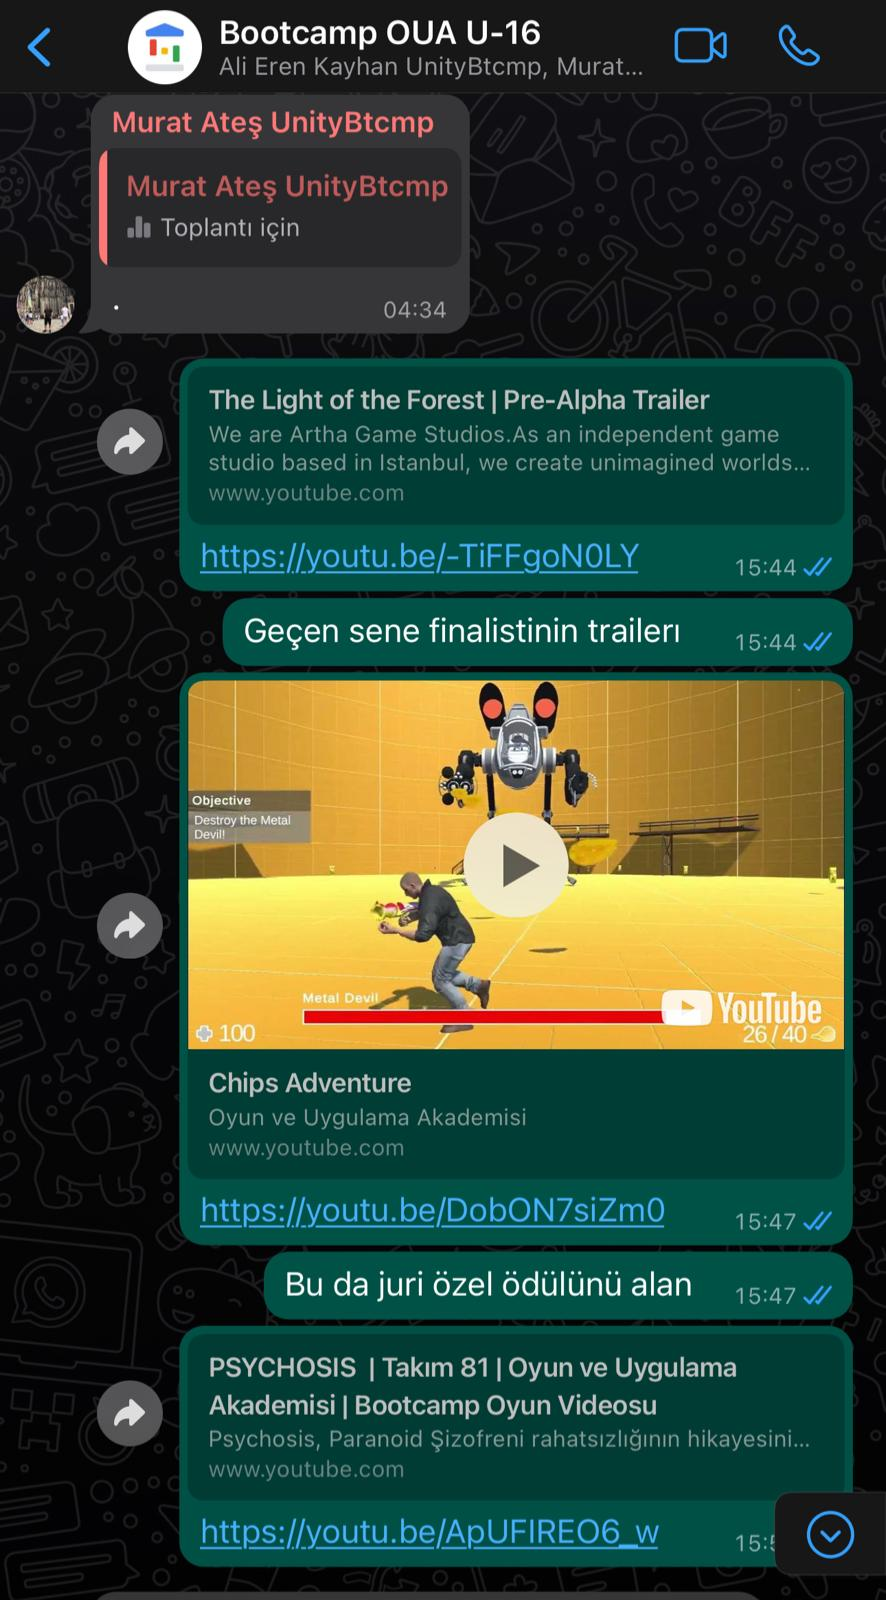 Bootcamp OUA U-16
Ali Eren Kayhan UnityBtcmp, Murat...
Murat Ateş UnityBtcmp
Murat Ateş UnityBtcmp
Toplantı için
.
04:34
The Light of the Forest | Pre-Alpha Trailer
We are Artha Game Studios.As an independent game
studio based in Istanbul, we create unimagined worlds...
www.youtube.com
https://youtu.be/-TiFFgoN0LY
15:44
Geçen sene finalistinin trailerı
15:44
Objective
Destroy the Metal
Devil!
Metal Devil
YouTube
100
26 / 40
Chips Adventure
Oyun ve Uygulama Akademisi
www.youtube.com
https://youtu.be/DobON7siZm0
15:47
Bu da juri özel ödülünü alan
15:47
PSYCHOSIS | Takım 81 | Oyun ve Uygulama
Akademisi | Bootcamp Oyun Videosu
Psychosis, Paranoid Şizofreni rahatsızlığının hikayesini...
www.youtube.com
https://youtu.be/ApUFIREO6_w